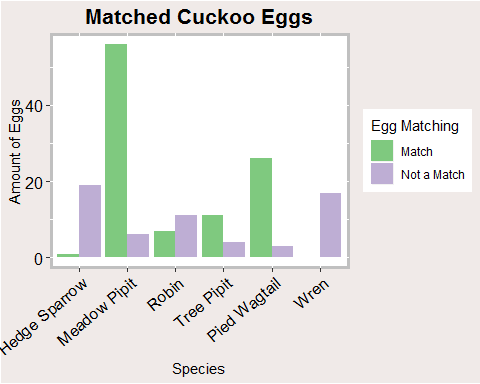 Matched Cuckoo Eggs
Amount of Eggs
40
20
0
Hedge Sparrow
Meadow Pipit
Robin
Tree Pipit
Pied Wagtail
Wren
Species
Egg Matching
Match
Not a Match